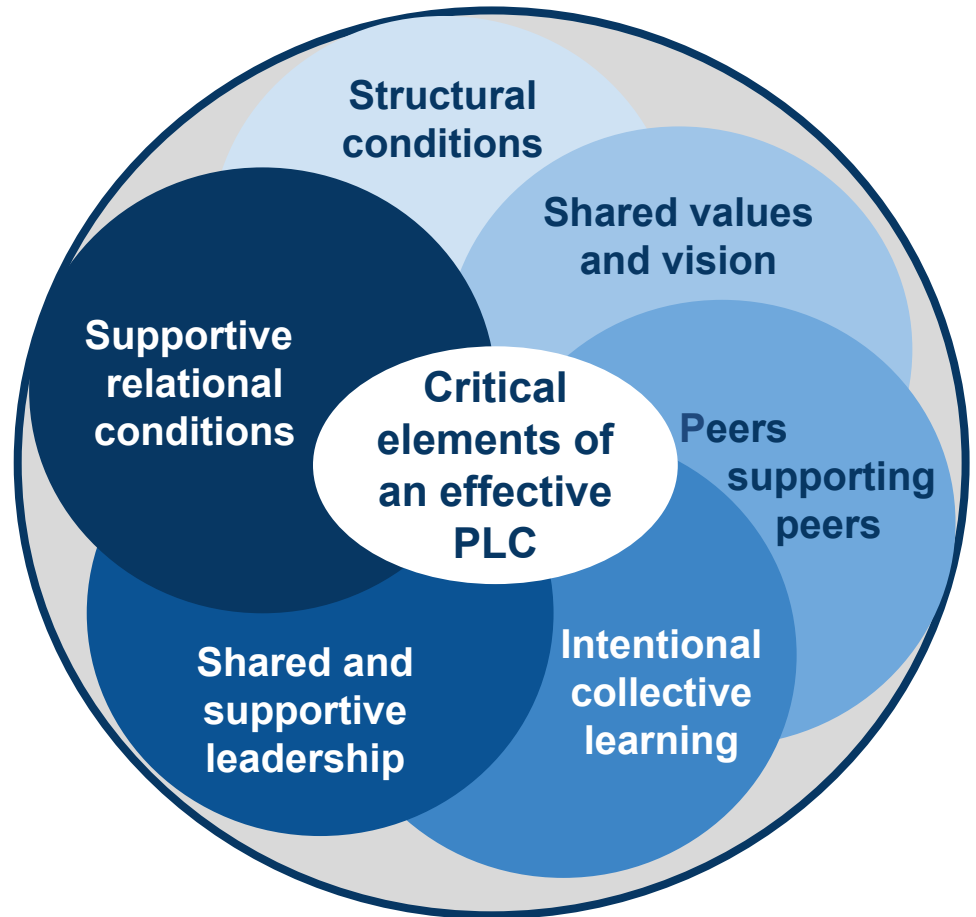 Structural
conditions
Shared values
and vision
Peers
supporting
peers
Intentional
collective
learning
Shared and
supportive
leadership
Supportive
relational
conditions
Critical
elements of
an effective
PLC